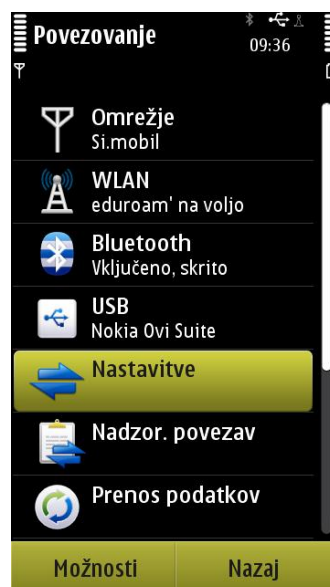 Povezovanje
09:36
Omrežje
Si.mobil
WLAN
eduroam' na voljo
Bluetooth
Vključeno, skrito
USB
Nokia Ovi Suite
Nastavitve
Nadzor. povezav
Prenos podatkov
Možnosti
Nazaj